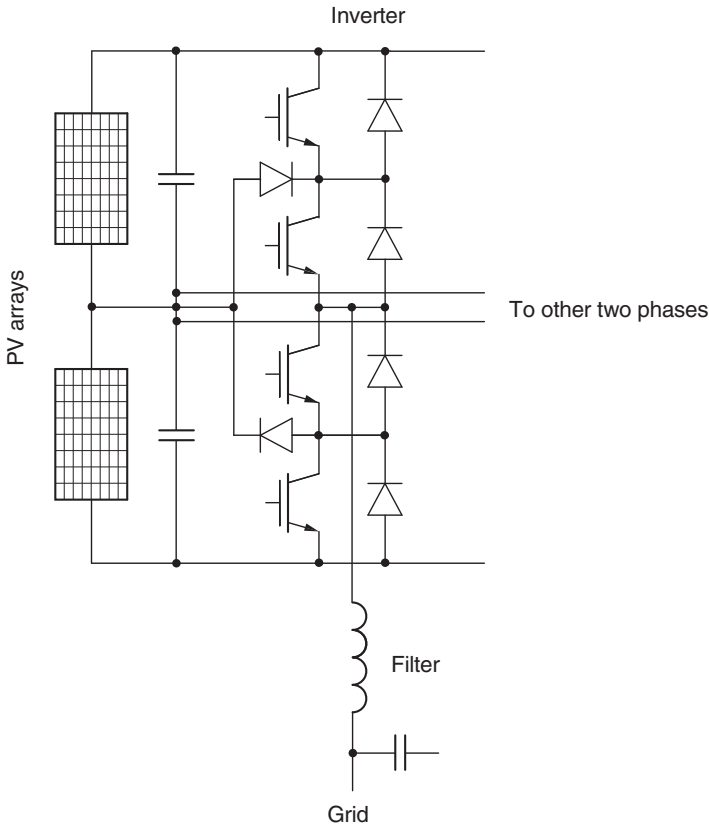 Inverter
PV arrays
To other two phases
Filter
Grid